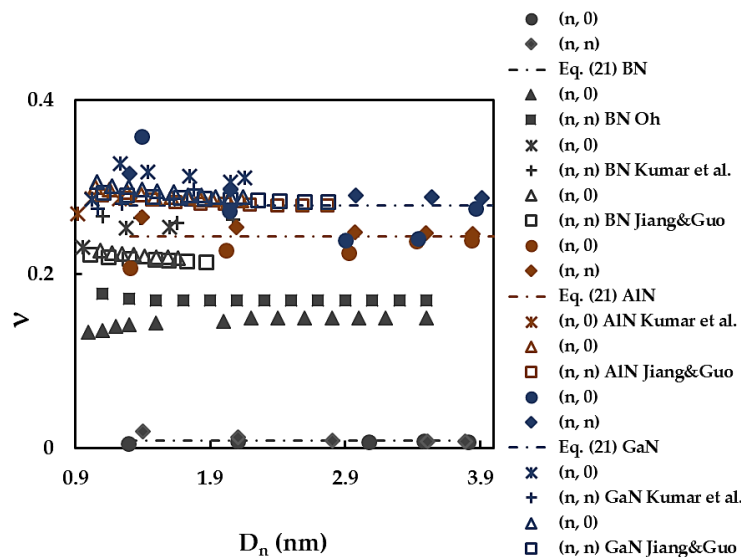 (n, 0)
(n, n)
Eq. (21) BN
(n, 0)
(n, n) BN Oh
(n, 0)
(n, n) BN Kumar et al.
(n, 0)
(n, n) BN Jiang&Guo
(n, 0)
(n, n)
Eq. (21) AlN
(n, 0) AlN Kumar et al.
(n, 0)
(n, n) AlN Jiang&Guo
(n, 0)
(n, n)
Eq. (21) GaN
(n, 0)
(n, n) GaN Kumar et al.
(n, 0)
(n, n) GaN Jiang&Guo
0.4
0.2
0
ν
0.9 1.9 2.9 3.9
Dn (nm)